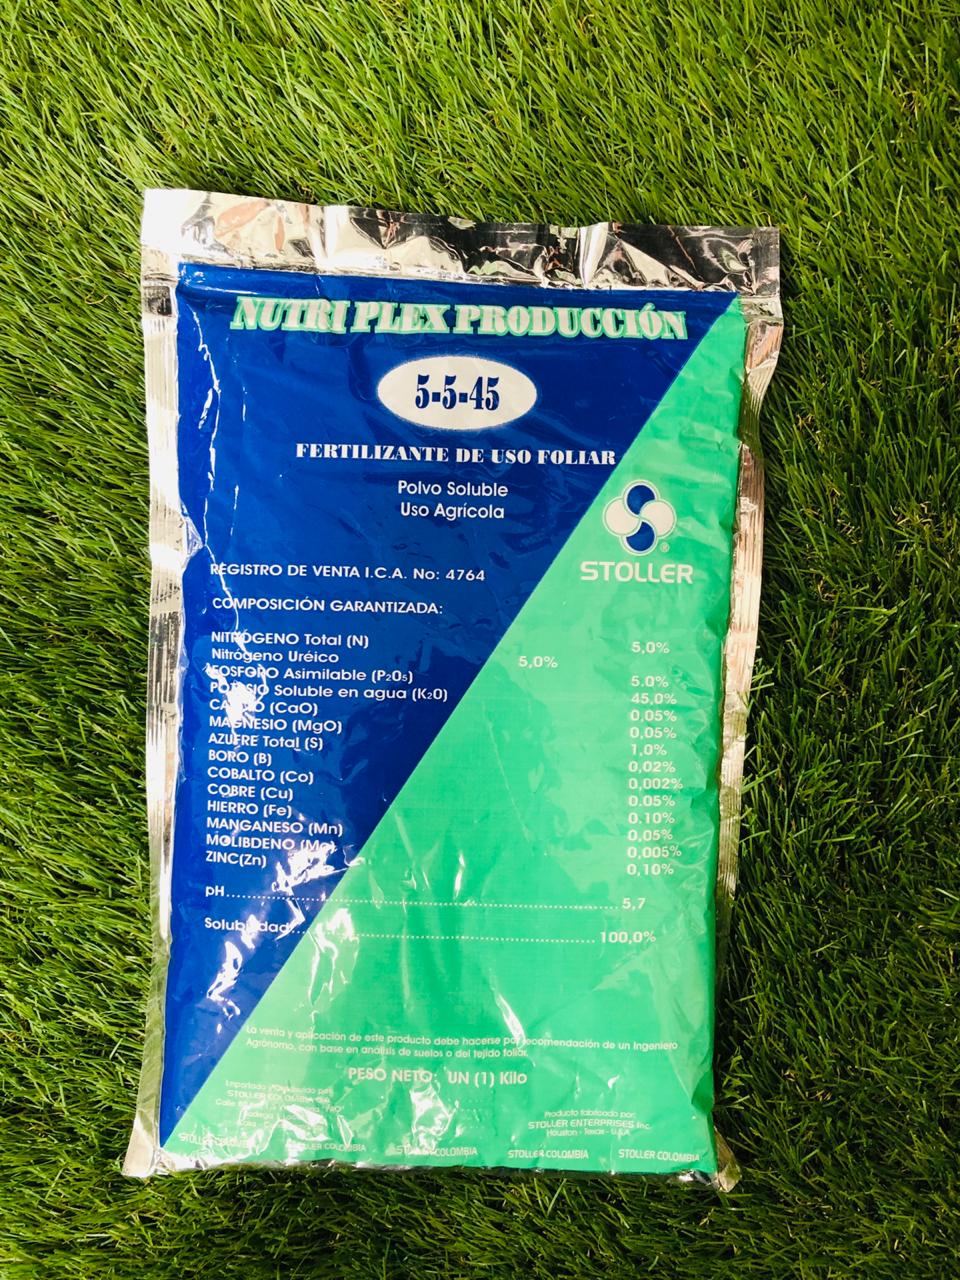 NUTRI PLEX PRODUCCIÓN
5-5-45
FERTILIZANTE DE USO FOLIAR
Polvo Soluble
Uso Agrícola
®
STOLLER
REGISTRO DE VENTA I.C.A. No: 4764
COMPOSICIÓN GARANTIZADA:
NITRÓGENO Total (N) 5,0%
Nitrógeno Uréico 5,0%
FOSFORO Asimilable (P₂O₅) 5.0%
POTASIO Soluble en agua (K₂O) 45,0%
CALCIO (CaO) 0,05%
MAGNESIO (MgO) 0,05%
AZUFRE Total (S) 1,0%
BORO (B) 0,02%
COBALTO (Co) 0,002%
COBRE (Cu) 0.05%
HIERRO (Fe) 0.10%
MANGANESO (Mn) 0,05%
MOLIBDENO (Mo) 0,005%
ZINC(Zn) 0,10%
pH 5,7
Solubilidad 100,0%
La venta y aplicación de este producto debe hacerse por recomendación de un Ingeniero
Agrónomo, con base en análisis de suelos o del tejido foliar.
PESO NETO: UN (1) Kilo
Importado y Distribuido por:
STOLLER COLOMBIA S.A.
Calle
Bodega
Producto fabricado por:
STOLLER ENTERPRISES Inc.
Houston - Texas - U.S.A.
STOLLER COLOMBIA STOLLER COLOMBIA STOLLER COLOMBIA STOLLER COLOMBIA STOLLER COLOMBIA